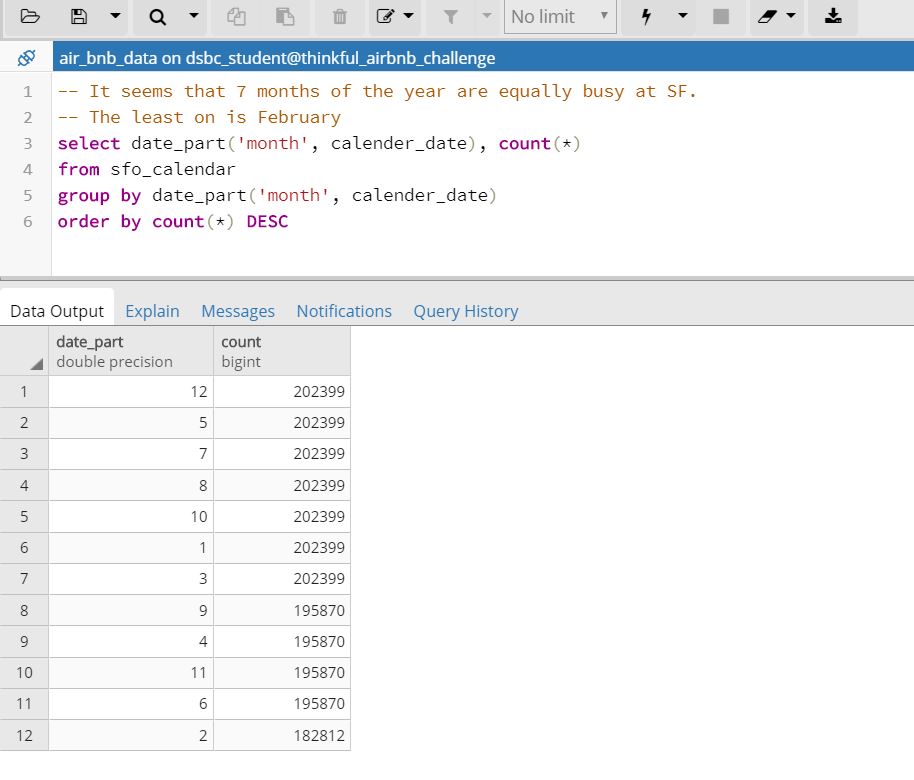 No limit
air_bnb_data on dsbc_student@thinkful_airbnb_challenge
1 -- It seems that 7 months of the year are equally busy at SF.
2 -- The least on is February
3 select date_part('month', calender_date), count(*)
4 from sfo_calendar
5 group by date_part('month', calender_date)
6 order by count(*) DESC
Data Output Explain Messages Notifications Query History
date_part count
double precision bigint
1 12 202399
2 5 202399
3 7 202399
4 8 202399
5 10 202399
6 1 202399
7 3 202399
8 9 195870
9 4 195870
10 11 195870
11 6 195870
12 2 182812